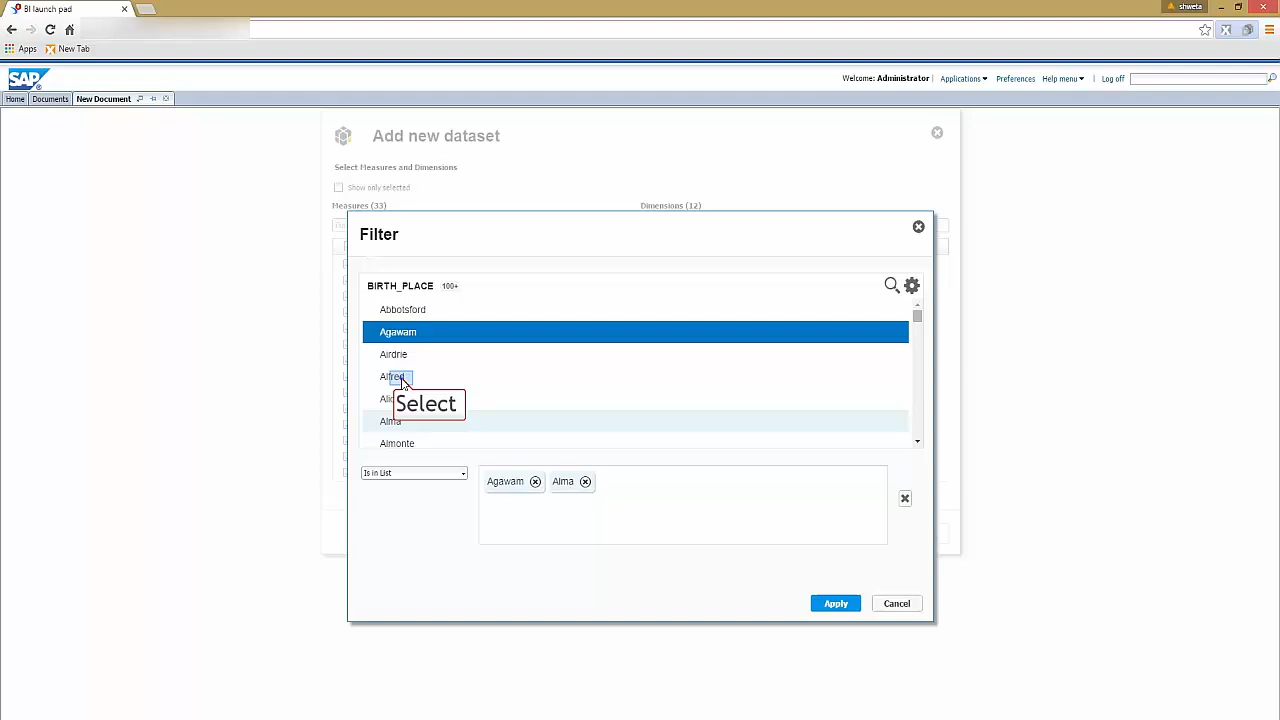 BI launch pad
shweta
Apps New Tab
SAP
Welcome: Administrator | Applications Preferences Help menu | Log off
Home Documents New Document
Add new dataset
Select Measures and Dimensions
Show only selected
Measures (33) Dimensions (12)
Filter
BIRTH_PLACE 100+
Abbotsford
Agawam
Airdrie
Alfred
Select
Alma
Almonte
Is in List
Agawam Alma
Apply Cancel